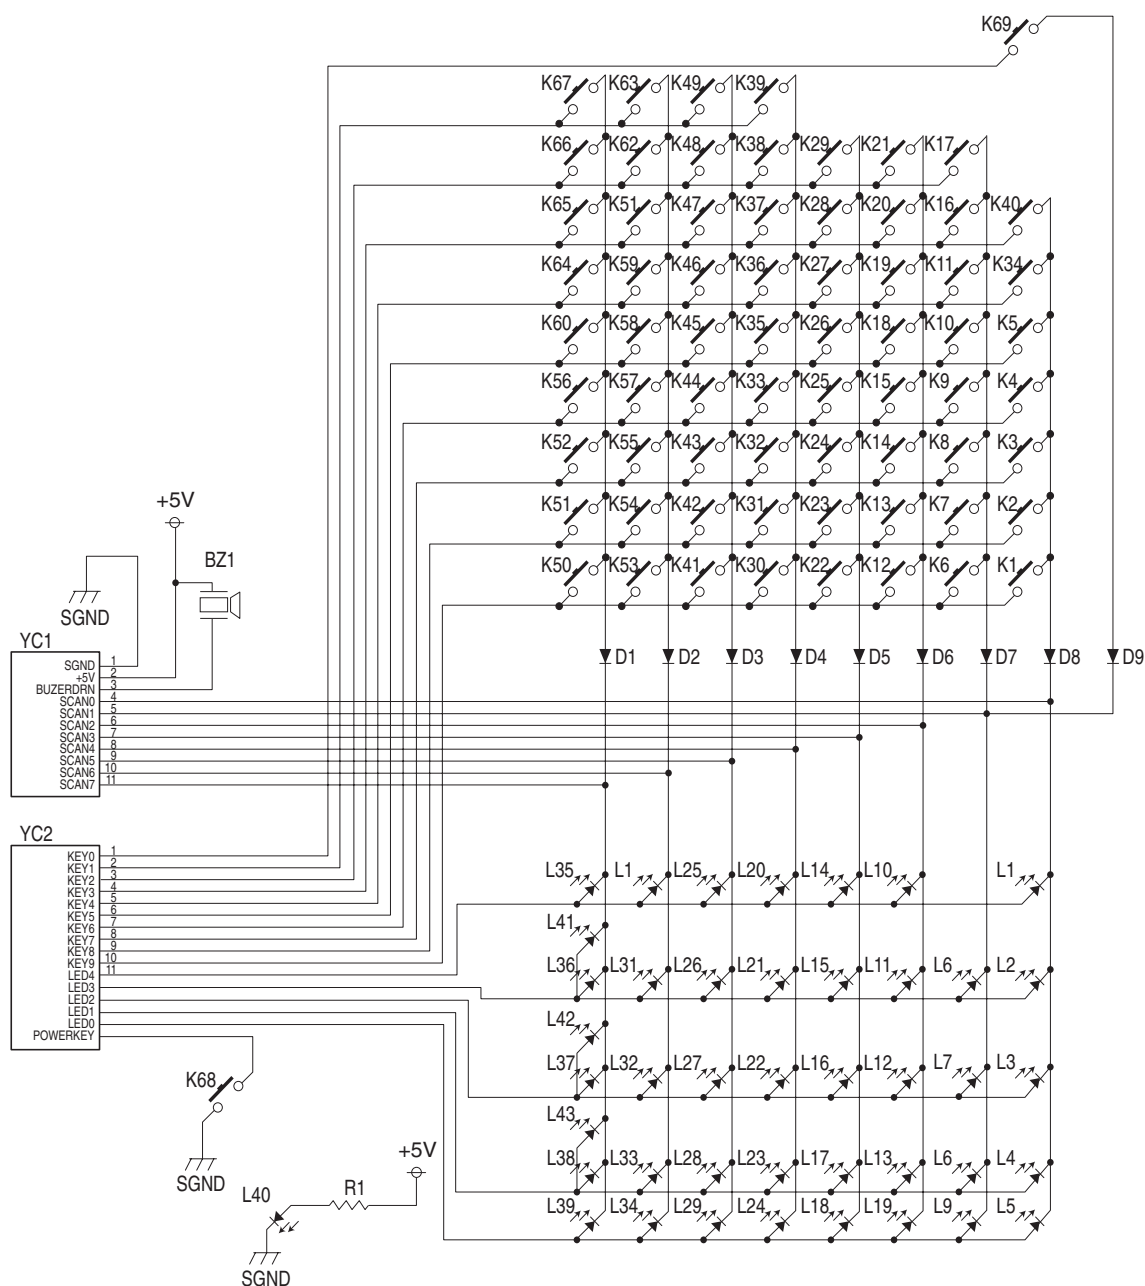 K69
K67 K63 K49 K39
K66 K62 K48 K38 K29 K21 K17
K65 K51 K47 K37 K28 K20 K16 K40
K64 K59 K46 K36 K27 K19 K11 K34
K60 K58 K45 K35 K26 K18 K10 K5
K56 K57 K44 K33 K25 K15 K9 K4
K52 K55 K43 K32 K24 K14 K8 K3
K51 K54 K42 K31 K23 K13 K7 K2
K50 K53 K41 K30 K22 K12 K6 K1
+5V
BZ1
SGND
YC1
SGND 1
+5V 2
BUZERDRN 3
SCAN0 4
SCAN1 5
SCAN2 6
SCAN3 7
SCAN4 8
SCAN5 9
SCAN6 10
SCAN7 11
D1 D2 D3 D4 D5 D6 D7 D8 D9
YC2
KEY0 1
KEY1 2
KEY2 3
KEY3 4
KEY4 5
KEY5 6
KEY6 7
KEY7 8
KEY8 9
KEY9 10
LED4 11
LED3
LED2
LED1
LED0
POWERKEY
L35 L1 L25 L20 L14 L10 L1
L41
L36 L31 L26 L21 L15 L11 L6 L2
L42
L37 L32 L27 L22 L16 L12 L7 L3
L43
L38 L33 L28 L23 L17 L13 L6 L4
L39 L34 L29 L24 L18 L19 L9 L5
K68
SGND
+5V
L40
R1
SGND